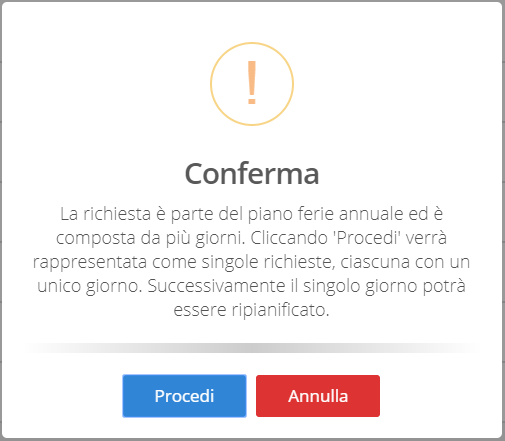 Conferma
La richiesta è parte del piano ferie annuale ed è
composta da più giorni. Cliccando 'Procedi' verrà
rappresentata come singole richieste, ciascuna con un
unico giorno. Successivamente il singolo giorno potrà
essere ripianificato.
Procedi
Annulla